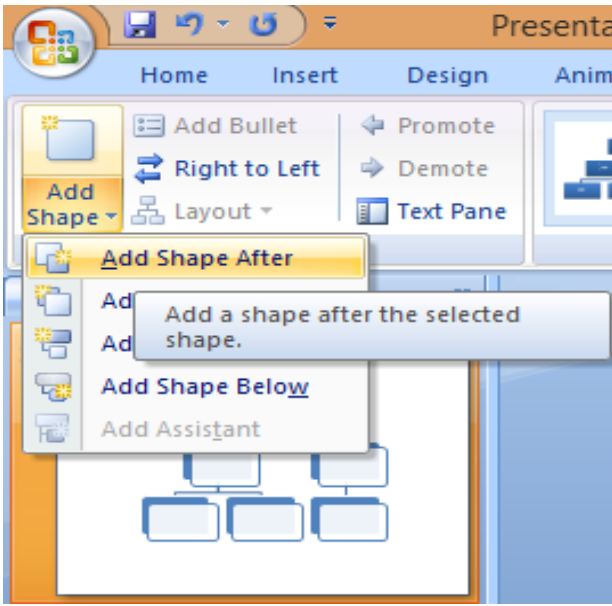 Presenta
Home Insert Design Anim
Add Shape
Add Bullet
Right to Left
Layout
Promote
Demote
Text Pane
Add Shape After
Ad
Add a shape after the selected
shape.
Ad
Add Shape Below
Add Assistant